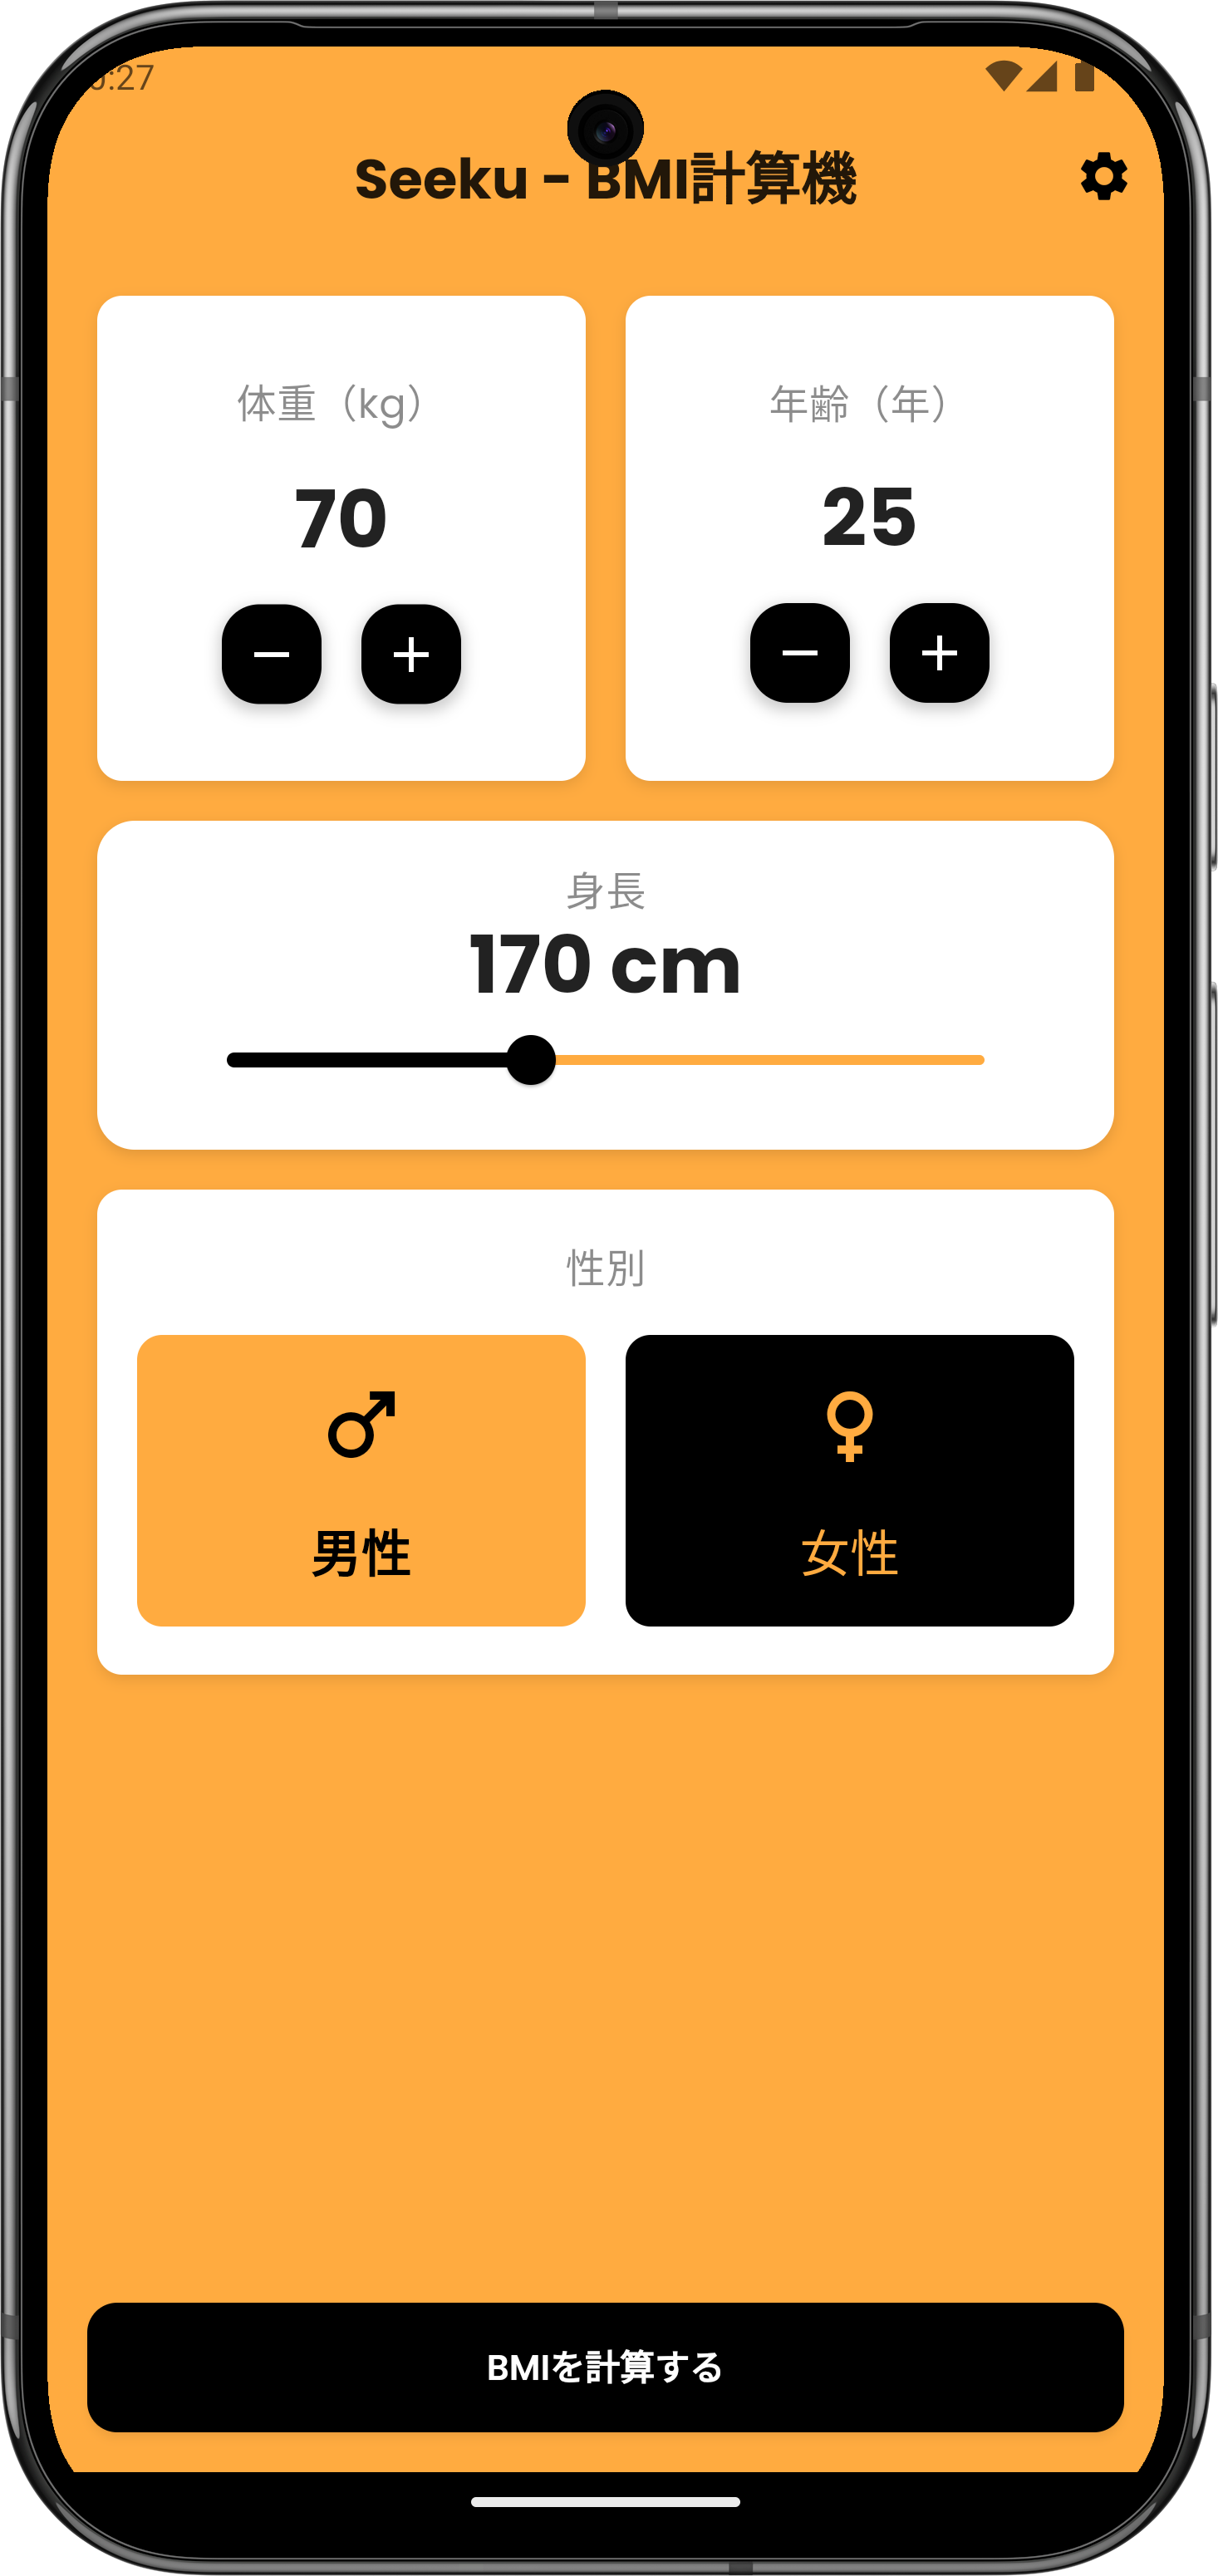 :27
Seeku - BMI計算機
体重（kg）
年齢（年）
70
25
身長
170 cm
性別
男性
女性
BMIを計算する